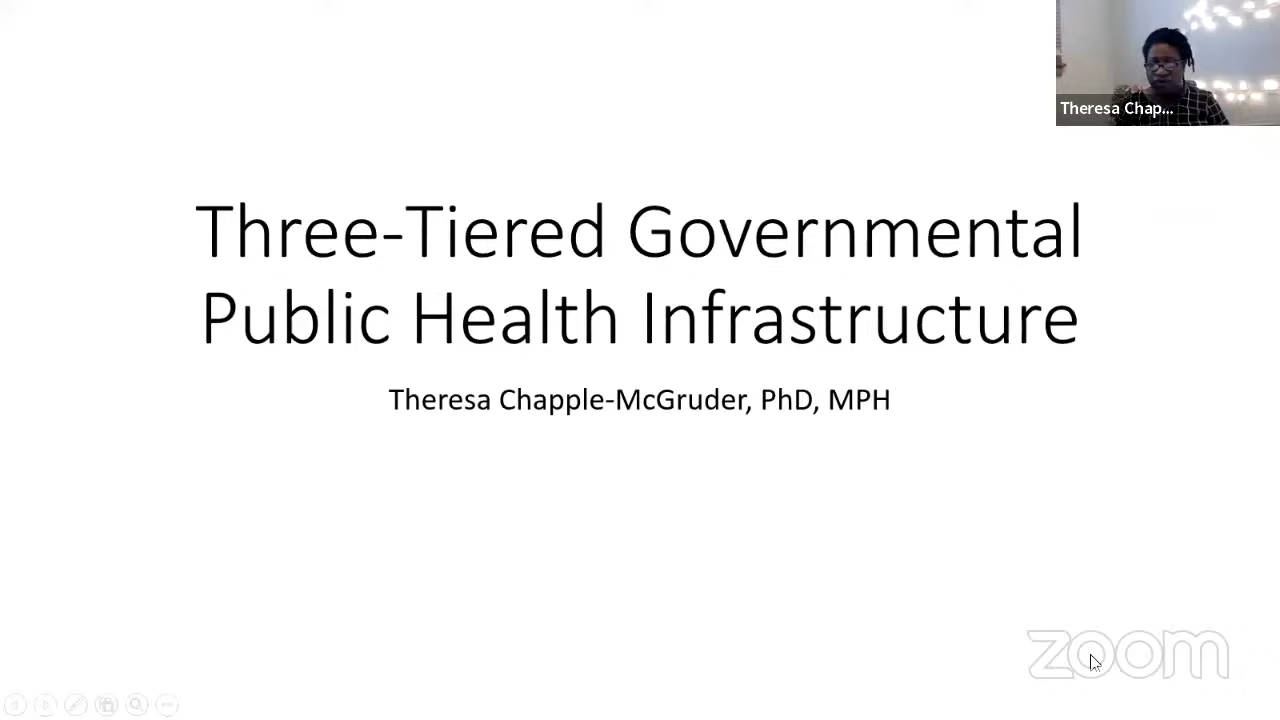 Theresa Chap...
Three-Tiered Governmental
Public Health Infrastructure
Theresa Chapple-McGruder, PhD, MPH
zoom